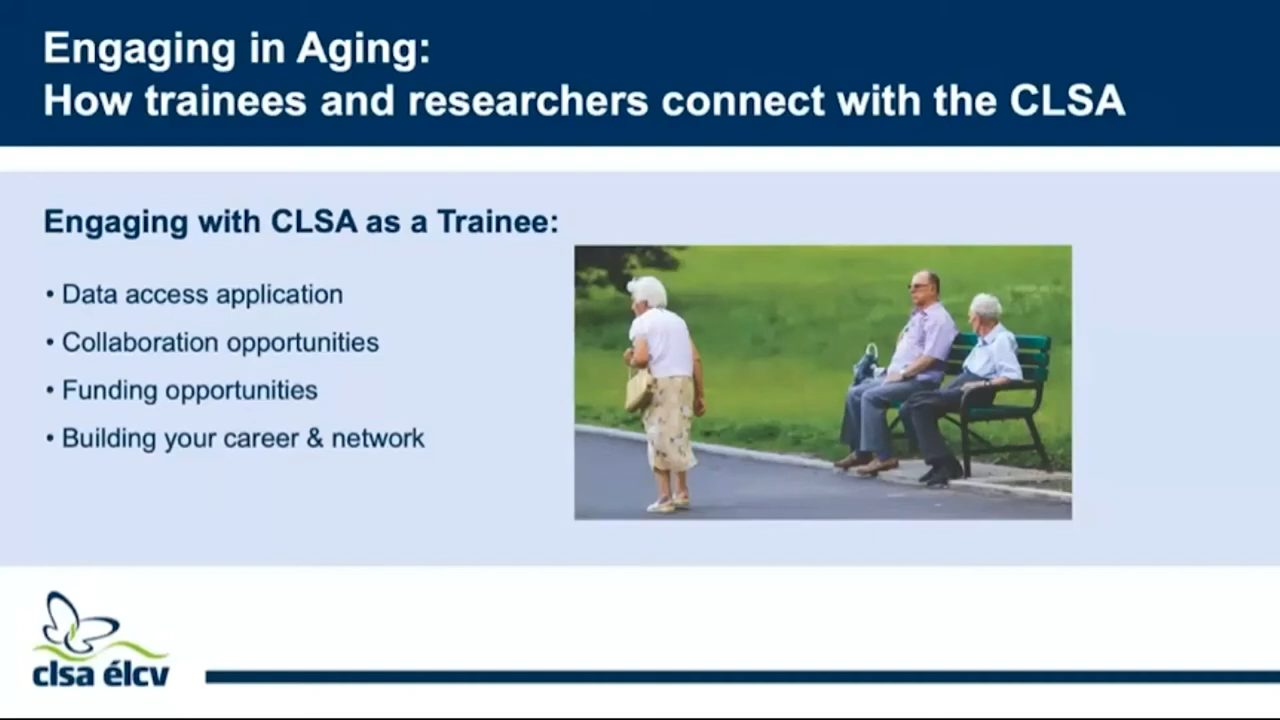 Engaging in Aging:
How trainees and researchers connect with the CLSA
Engaging with CLSA as a Trainee:
• Data access application
• Collaboration opportunities
• Funding opportunities
• Building your career & network
clsa élcv